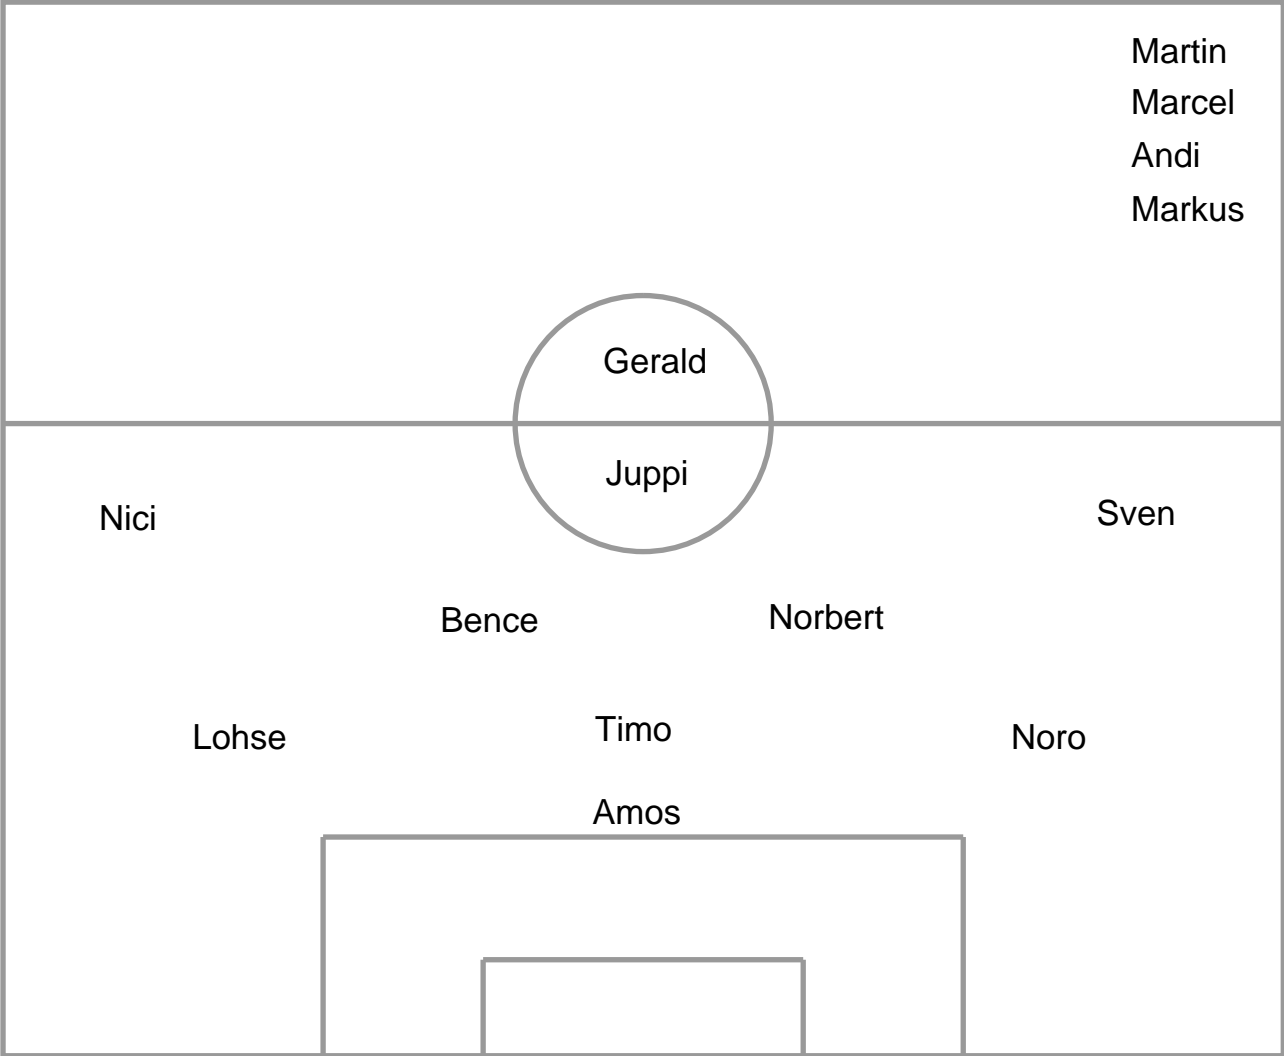 Martin
Marcel
Andi
Markus
Gerald
Juppi
Nici
Sven
Bence
Norbert
Lohse
Timo
Noro
Amos